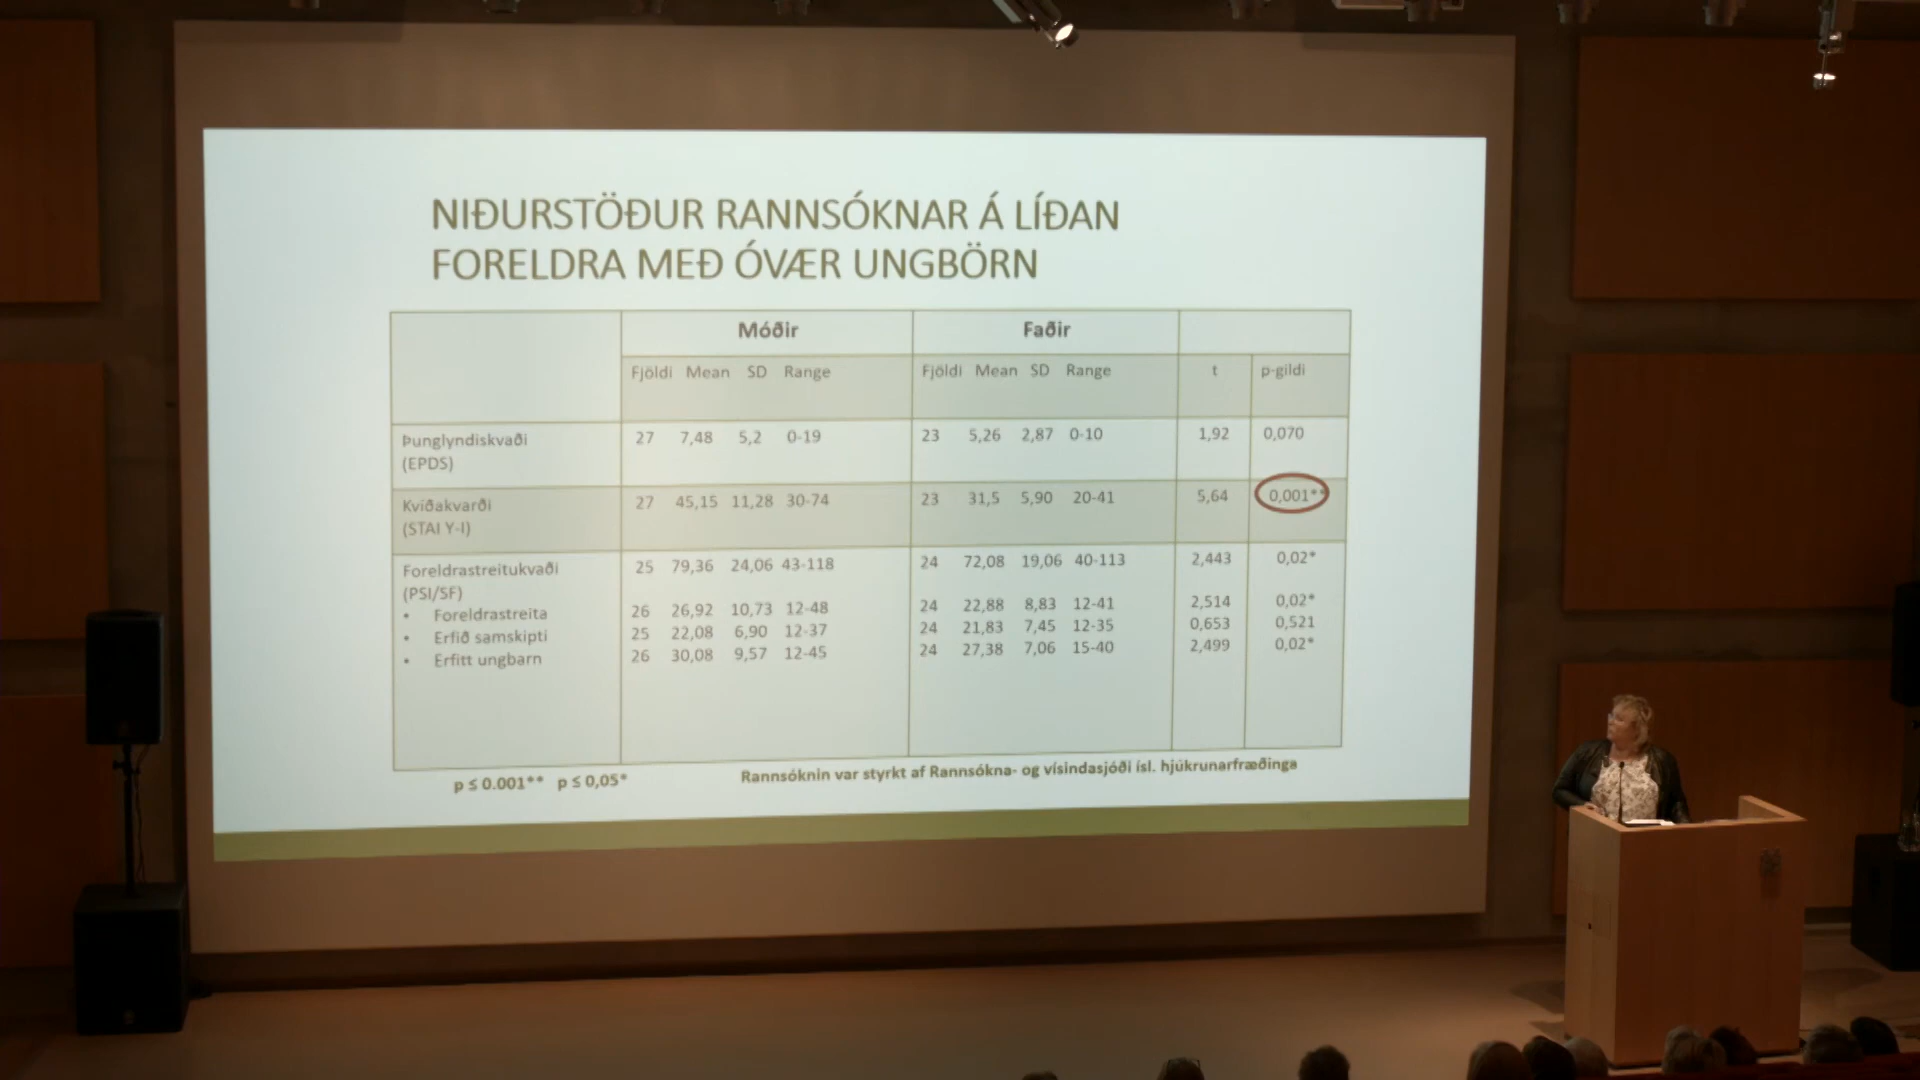 NIÐURSTÖÐUR RANNSÓKNAR Á LÍÐAN
FORELDRA MEÐ ÓVÆR UNGBÖRN
Móðir Faðir
Fjöldi Mean SD Range Fjöldi Mean SD Range t p-gildi
Þunglyndiskvaði 27 7,48 5,2 0-19 23 5,26 2,87 0-10 1,92 0,070
(EPDS)
Kvíðakvarði 27 45,15 11,28 30-74 23 31,5 5,90 20-41 5,64 0,001**
(STAI Y-I)
Foreldrastreitukvaði 25 79,36 24,06 43-118 24 72,08 19,06 40-113 2,443 0,02*
(PSI/SF)
• Foreldrastreita 26 26,92 10,73 12-48 24 22,88 8,83 12-41 2,514 0,02*
• Erfið samskipti 25 22,08 6,90 12-37 24 21,83 7,45 12-35 0,653 0,521
• Erfitt ungbarn 26 30,08 9,57 12-45 24 27,38 7,06 15-40 2,499 0,02*
p ≤ 0.001** p ≤ 0,05* Rannsóknin var styrkt af Rannsókna- og vísindasjóði ísl. hjúkrunarfræðinga